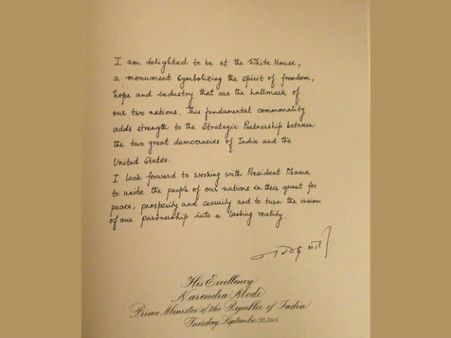 I am delighted to be at the White House,
a monument symbolizing the spirit of freedom,
hope and industry that are the hallmark of
our two nations. This fundamental commonality
adds strength to the Strategic Partnership between
the two great democracies of India and the
United States.
I look forward to working with President Obama
to unite the people of our nations in their quest for
peace, prosperity and security and to turn the vision
of our partnership into a lasting reality.
His Excellency
Narendra Modi
Prime Minister of the Republic of India
Tuesday September 30, 2014